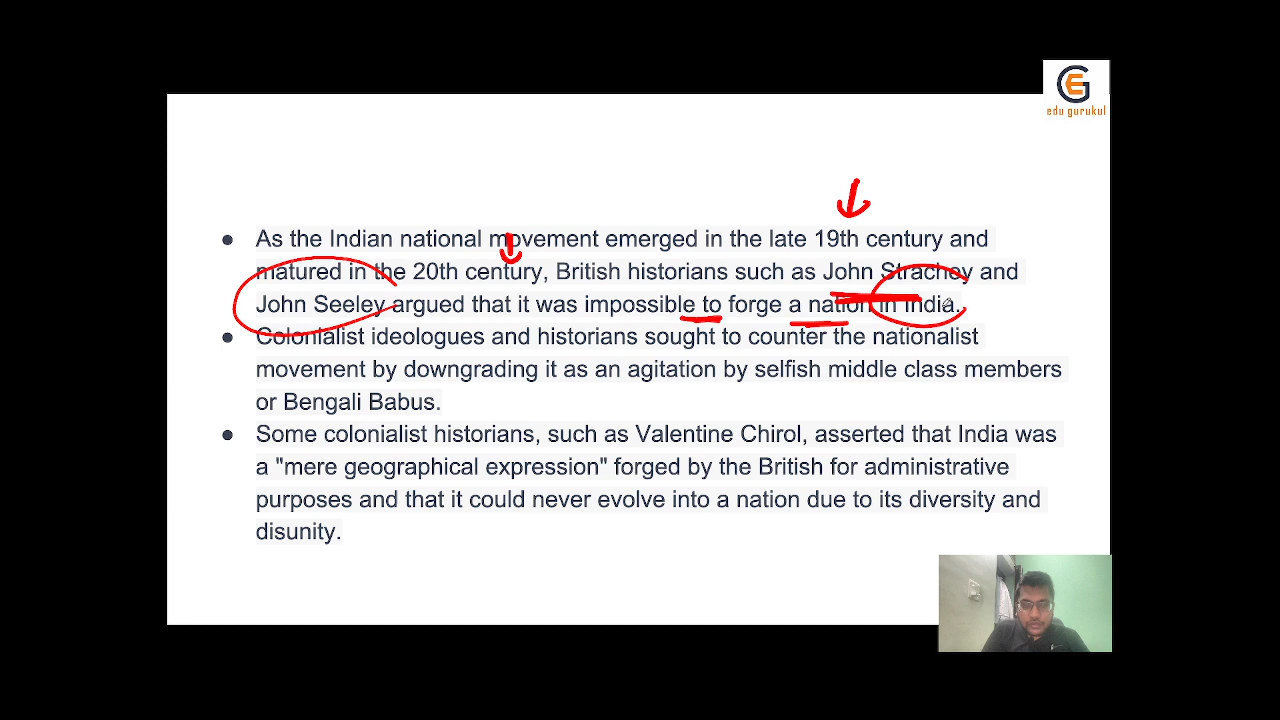 edu gurukul
As the Indian national movement emerged in the late 19th century and
matured in the 20th century, British historians such as John Strachey and
John Seeley argued that it was impossible to forge a nation in India.
Colonialist ideologues and historians sought to counter the nationalist
movement by downgrading it as an agitation by selfish middle class members
or Bengali Babus.
Some colonialist historians, such as Valentine Chirol, asserted that India was
a "mere geographical expression" forged by the British for administrative
purposes and that it could never evolve into a nation due to its diversity and
disunity.